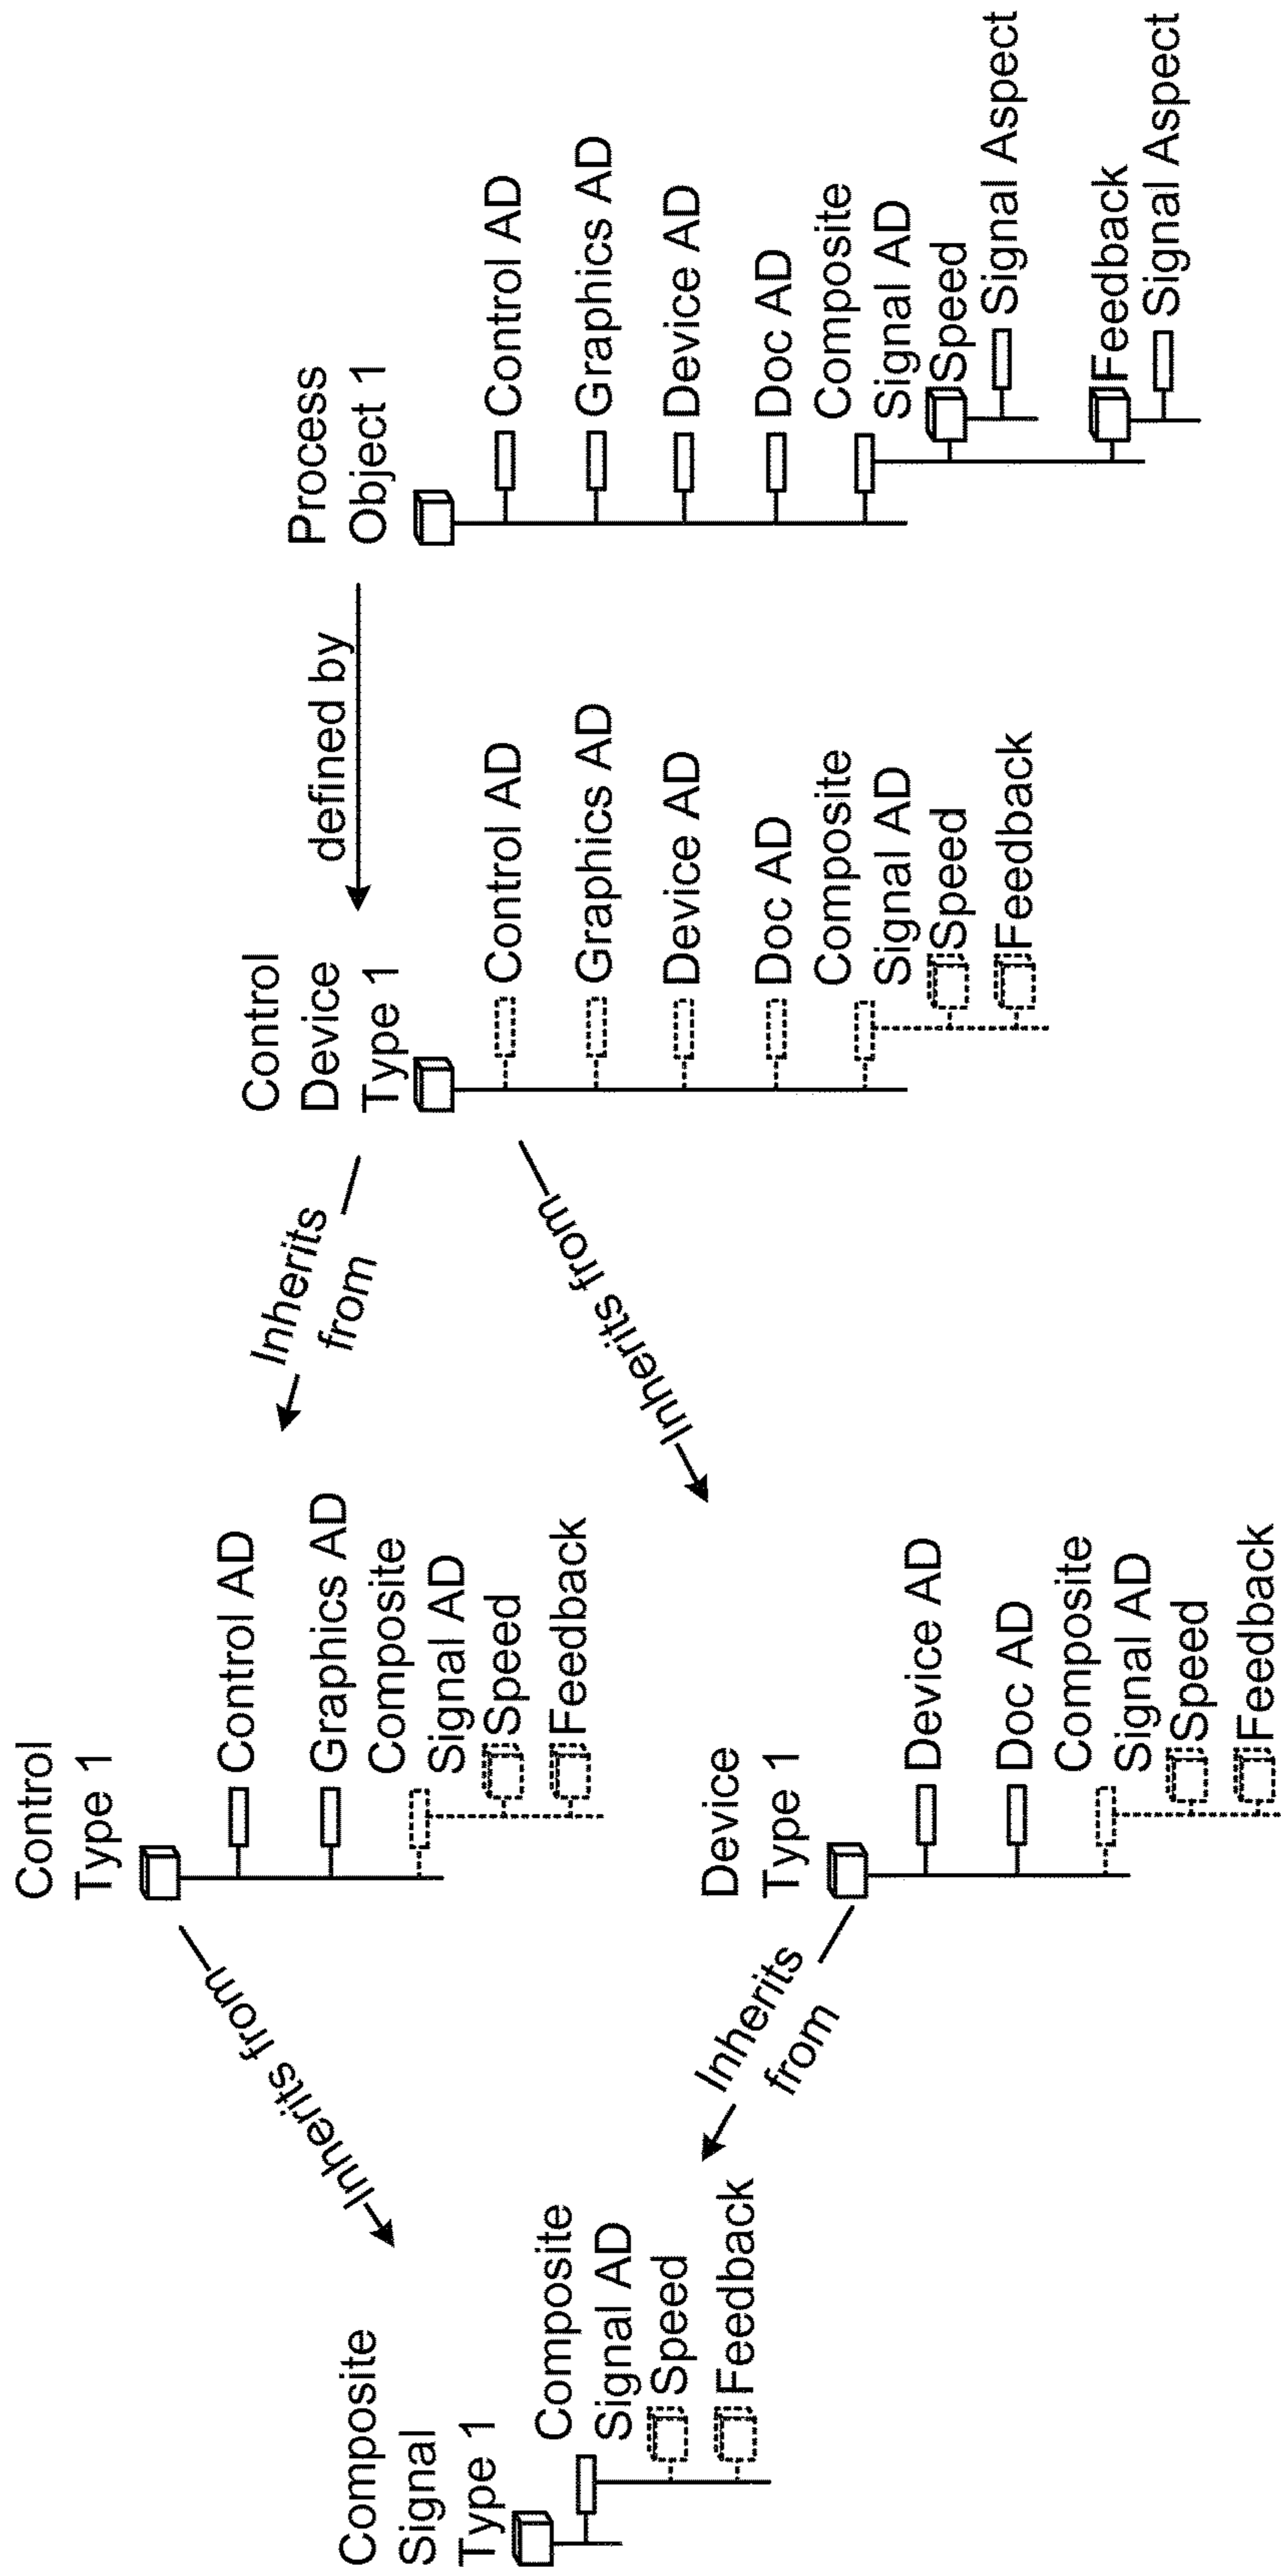 Composite
Signal
Type 1
Composite
Signal AD
Speed
Feedback
Inherits from
Inherits
from
Control
Type 1
Control AD
Graphics AD
Composite
Signal AD
Speed
Feedback
Device
Type 1
Device AD
Doc AD
Composite
Signal AD
Speed
Feedback
Inherits
from
Inherits from
Control
Device
Type 1
Control AD
Graphics AD
Device AD
Doc AD
Composite
Signal AD
Speed
Feedback
defined by
Process
Object 1
Control AD
Graphics AD
Device AD
Doc AD
Composite
Signal AD
Speed
Signal Aspect
Feedback
Signal Aspect